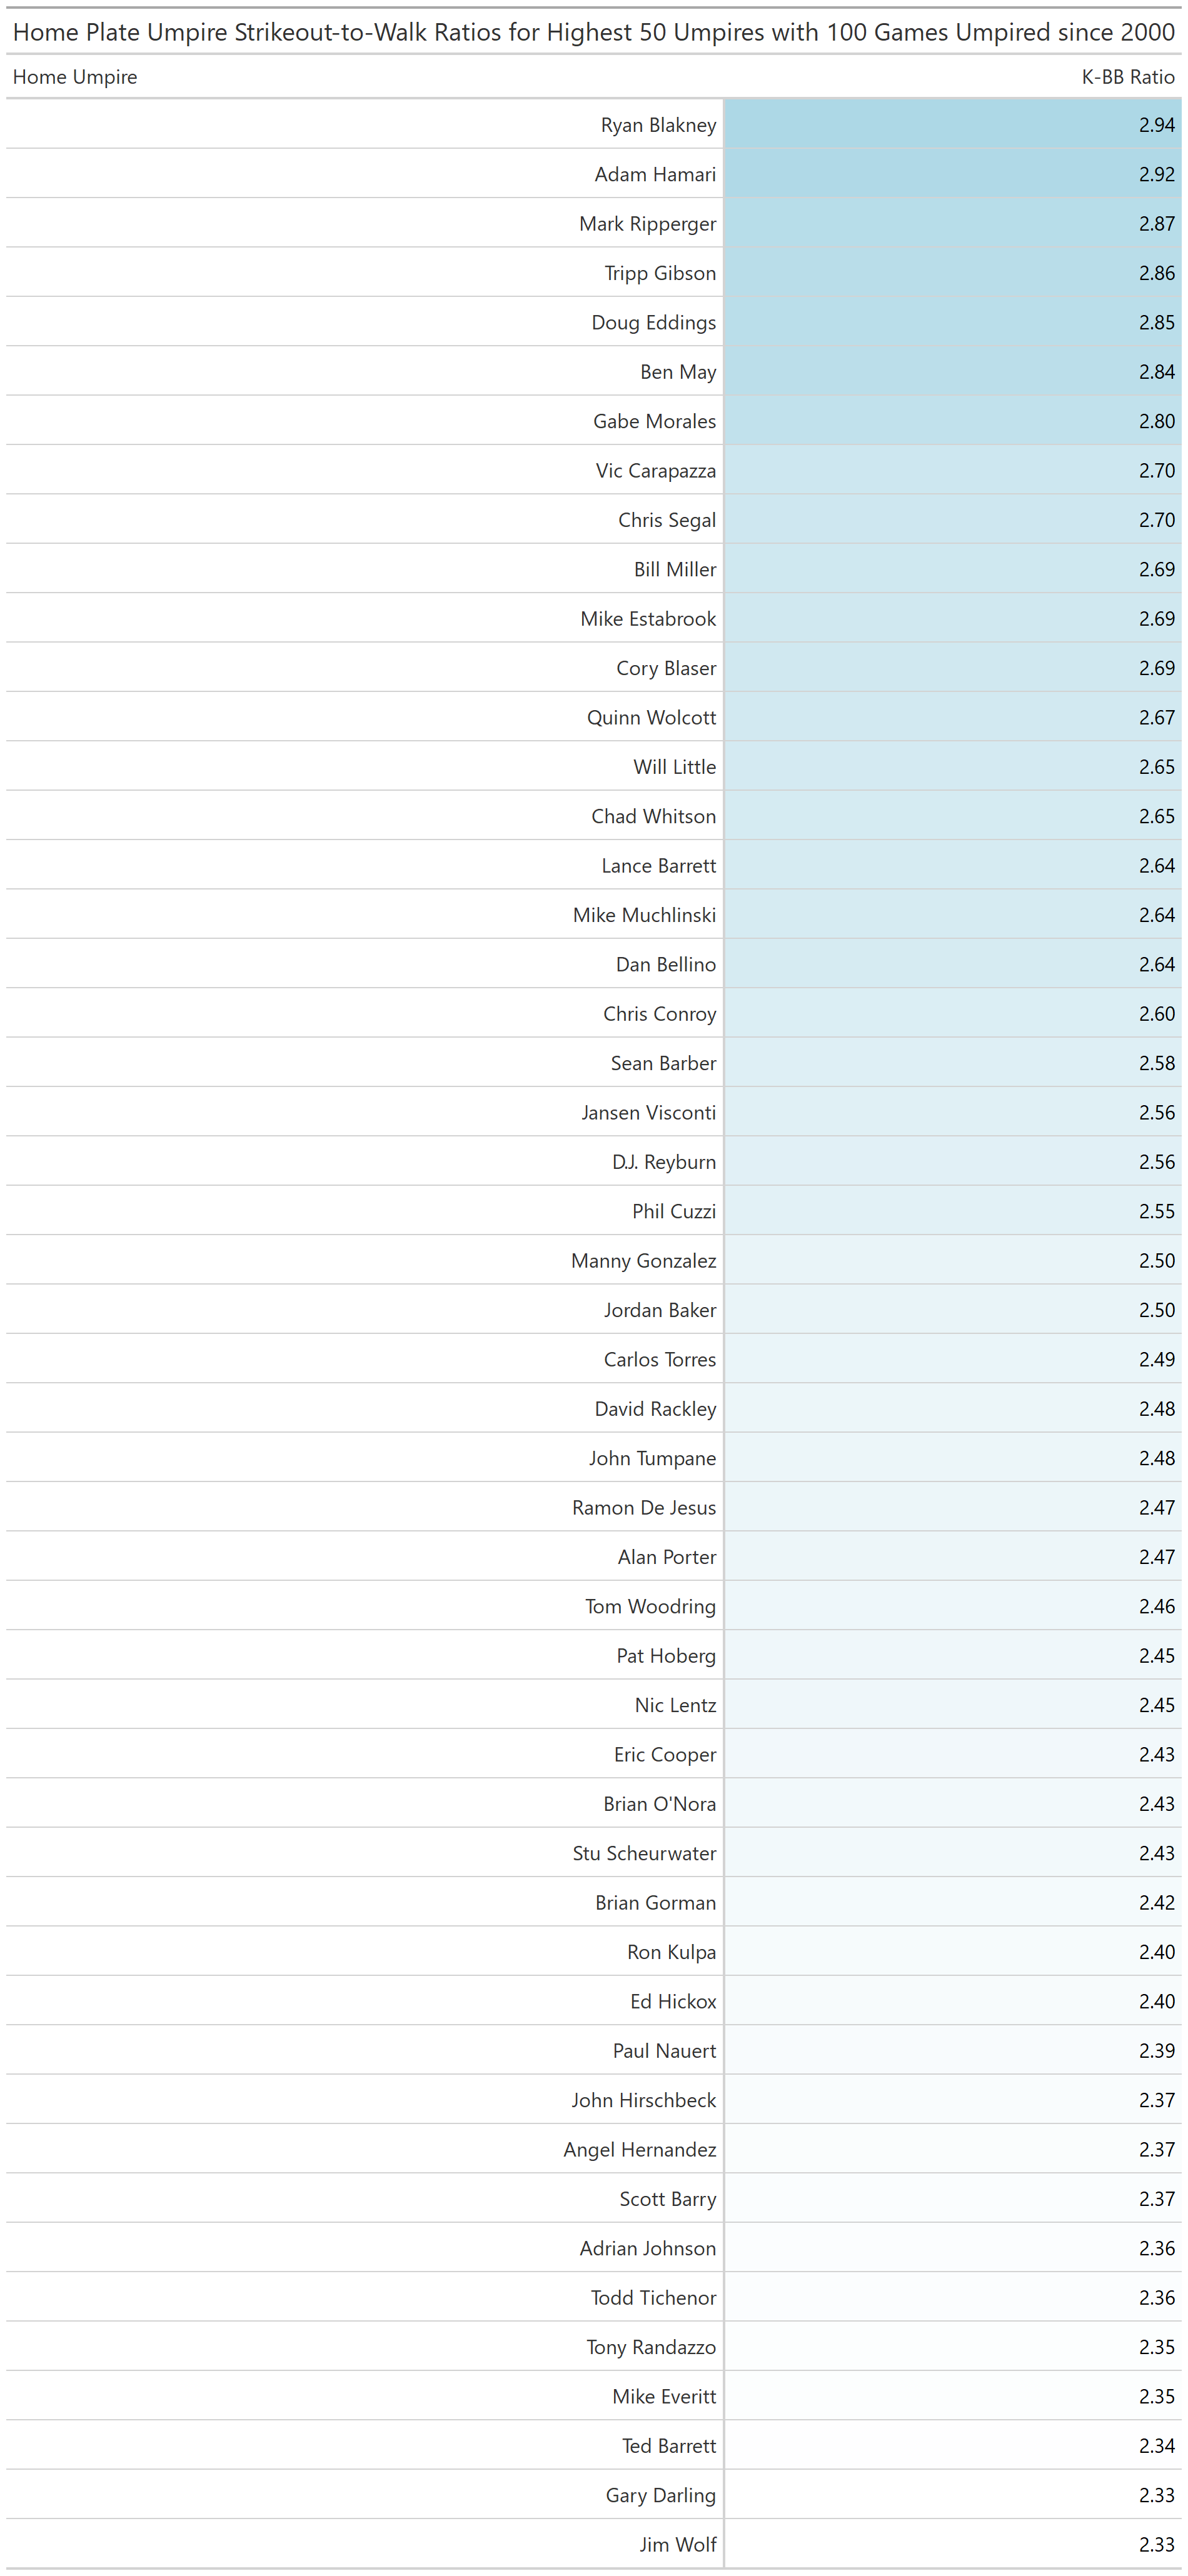 Home Plate Umpire Strikeout-to-Walk Ratios for Highest 50 Umpires with 100 Games Umpired since 2000
Home Umpire K-BB Ratio
Ryan Blakney 2.94
Adam Hamari 2.92
Mark Ripperger 2.87
Tripp Gibson 2.86
Doug Eddings 2.85
Ben May 2.84
Gabe Morales 2.80
Vic Carapazza 2.70
Chris Segal 2.70
Bill Miller 2.69
Mike Estabrook 2.69
Cory Blaser 2.69
Quinn Wolcott 2.67
Will Little 2.65
Chad Whitson 2.65
Lance Barrett 2.64
Mike Muchlinski 2.64
Dan Bellino 2.64
Chris Conroy 2.60
Sean Barber 2.58
Jansen Visconti 2.56
D.J. Reyburn 2.56
Phil Cuzzi 2.55
Manny Gonzalez 2.50
Jordan Baker 2.50
Carlos Torres 2.49
David Rackley 2.48
John Tumpane 2.48
Ramon De Jesus 2.47
Alan Porter 2.47
Tom Woodring 2.46
Pat Hoberg 2.45
Nic Lentz 2.45
Eric Cooper 2.43
Brian O'Nora 2.43
Stu Scheurwater 2.43
Brian Gorman 2.42
Ron Kulpa 2.40
Ed Hickox 2.40
Paul Nauert 2.39
John Hirschbeck 2.37
Angel Hernandez 2.37
Scott Barry 2.37
Adrian Johnson 2.36
Todd Tichenor 2.36
Tony Randazzo 2.35
Mike Everitt 2.35
Ted Barrett 2.34
Gary Darling 2.33
Jim Wolf 2.33